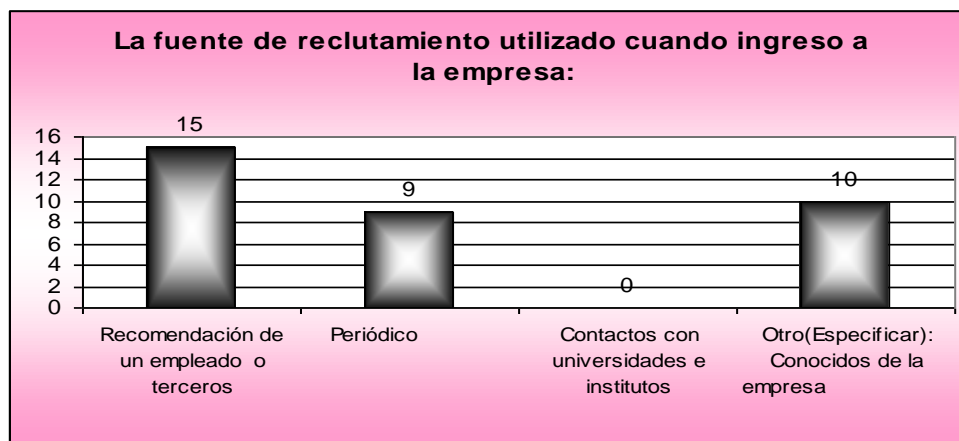 La fuente de reclutamiento utilizado cuando ingreso a
la empresa:
16
14
12
10
8
6
4
2
0
15
9
0
10
Recomendación de
un empleado o
terceros
Periódico
Contactos con
universidades e
institutos
Otro(Especificar):
Conocidos de la
empresa